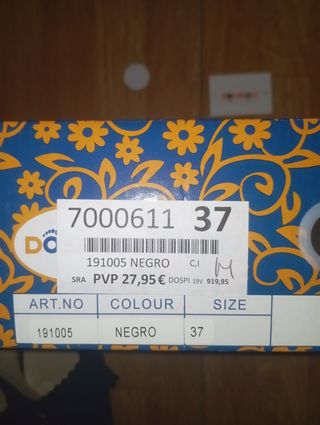 7000611 37
191005 NEGRO C,I M
SRA PVP 27,95€ DOSPI 19V 919,95
DO
ART.NO COLOUR SIZE
191005 NEGRO 37